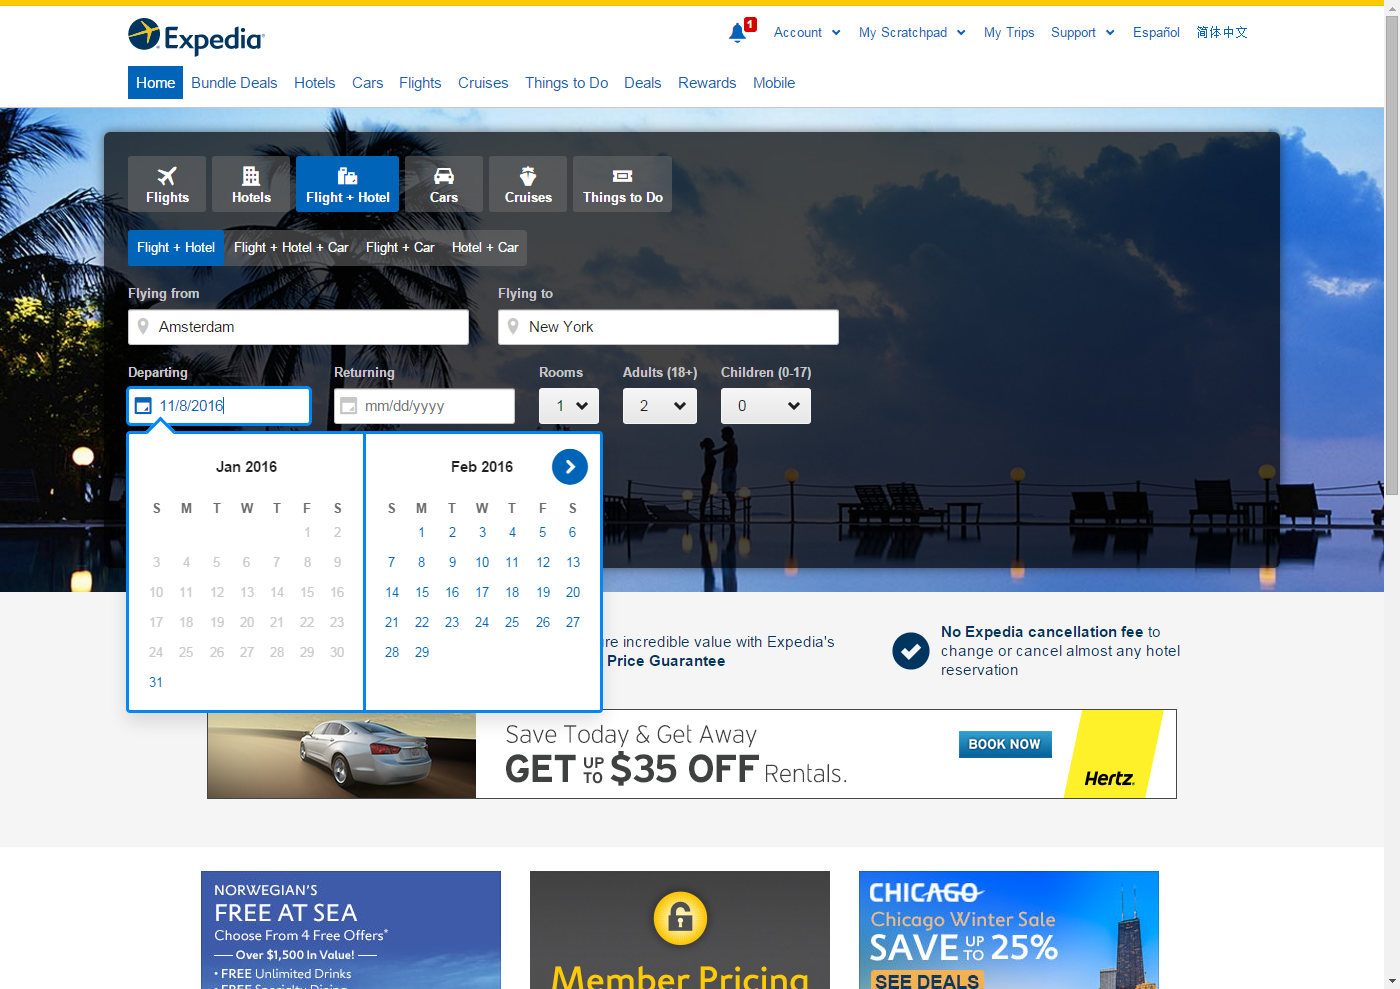 Expedia
1
Account
My Scratchpad
My Trips
Support
Español
简体中文
Home
Bundle Deals
Hotels
Cars
Flights
Cruises
Things to Do
Deals
Rewards
Mobile
Flights
Hotels
Flight + Hotel
Cars
Cruises
Things to Do
Flight + Hotel
Flight + Hotel + Car
Flight + Car
Hotel + Car
Flying from
Flying to
Amsterdam
New York
Departing
Returning
Rooms
Adults (18+)
Children (0-17)
11/8/2016
mm/dd/yyyy
1
2
0
Jan 2016
S M T W T F S
1 2
3 4 5 6 7 8 9
10 11 12 13 14 15 16
17 18 19 20 21 22 23
24 25 26 27 28 29 30
31
Feb 2016
S M T W T F S
1 2 3 4 5 6
7 8 9 10 11 12 13
14 15 16 17 18 19 20
21 22 23 24 25 26 27
28 29
incredible value with Expedia's
Price Guarantee
No Expedia cancellation fee to
change or cancel almost any hotel
reservation
Save Today & Get Away
GET UP TO $35 OFF Rentals.
BOOK NOW
Hertz.
NORWEGIAN'S
FREE AT SEA
Choose From 4 Free Offers*
Over $1,500 In Value!
• FREE Unlimited Drinks
• FREE Specialty Dining
Member Pricing
CHICAGO
Chicago Winter Sale
SAVE UP TO 25%
SEE DEALS